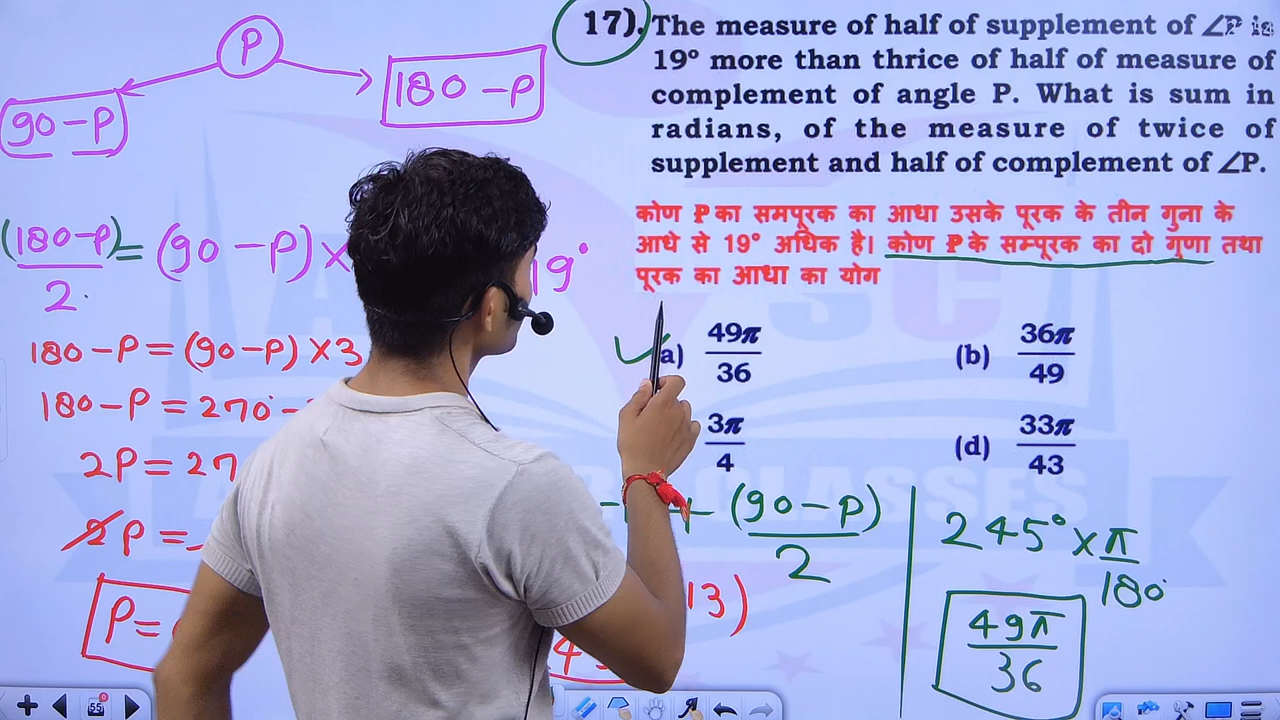 P
90-P
180-P
17). The measure of half of supplement of ∠P is
19° more than thrice of half of measure of
complement of angle P. What is sum in
radians, of the measure of twice of
supplement and half of complement of ∠P.
कोण P का समपूरक का आधा उसके पूरक के तीन गुना के
आधे से 19° अधिक है। कोण P के सम्पूरक का दो गुणा तथा
पूरक का आधा का योग
(180-P)/2 = (90-P)× 19°
180-P = (90-P)×3
180-P = 270-
2P = 27
2P =
P =
a) 49π/36
(b) 36π/49
3π/4
(d) 33π/43
+ (90-P)/2
13)
245° × π/180
49π/36
55